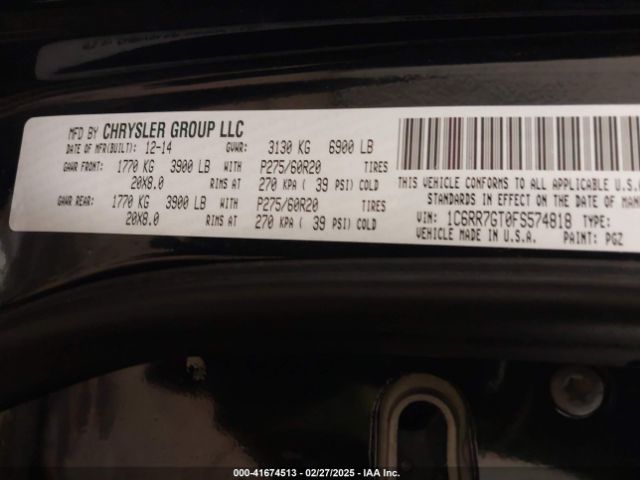 MFD BY CHRYSLER GROUP LLC
DATE OF MFR(BUILT): 12-14 GVWR: 3130 KG 6900 LB
GAWR FRONT: 1770 KG 3900 LB WITH P275/60R20 TIRES
20X8.0 RIMS AT 270 KPA ( 39 PSI) COLD
GAWR REAR: 1770 KG 3900 LB WITH P275/60R20 TIRES
20X8.0 RIMS AT 270 KPA ( 39 PSI) COLD
THIS VEHICLE CONFORMS TO ALL APPLICABLE
STANDARDS IN EFFECT ON THE DATE OF MAN
VIN: 1C6RR7GT0FS574818 TYPE:
VEHICLE MADE IN U.S.A. PAINT: PGZ
000-41674513 - 02/27/2025 - IAA Inc.